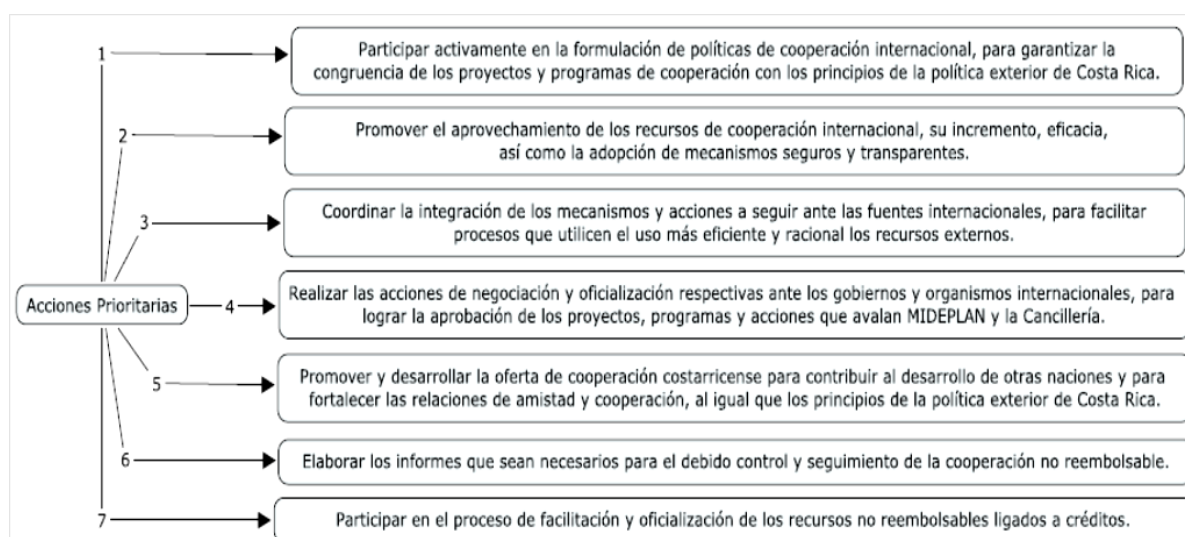 1
Participar activamente en la formulación de políticas de cooperación internacional, para garantizar la
congruencia de los proyectos y programas de cooperación con los principios de la política exterior de Costa Rica.
2
Promover el aprovechamiento de los recursos de cooperación internacional, su incremento, eficacia,
así como la adopción de mecanismos seguros y transparentes.
3
Coordinar la integración de los mecanismos y acciones a seguir ante las fuentes internacionales, para facilitar
procesos que utilicen el uso más eficiente y racional los recursos externos.
Acciones Prioritarias
4
Realizar las acciones de negociación y oficialización respectivas ante los gobiernos y organismos internacionales, para
lograr la aprobación de los proyectos, programas y acciones que avalan MIDEPLAN y la Cancillería.
5
Promover y desarrollar la oferta de cooperación costarricense para contribuir al desarrollo de otras naciones y para
fortalecer las relaciones de amistad y cooperación, al igual que los principios de la política exterior de Costa Rica.
6
Elaborar los informes que sean necesarios para el debido control y seguimiento de la cooperación no reembolsable.
7
Participar en el proceso de facilitación y oficialización de los recursos no reembolsables ligados a créditos.